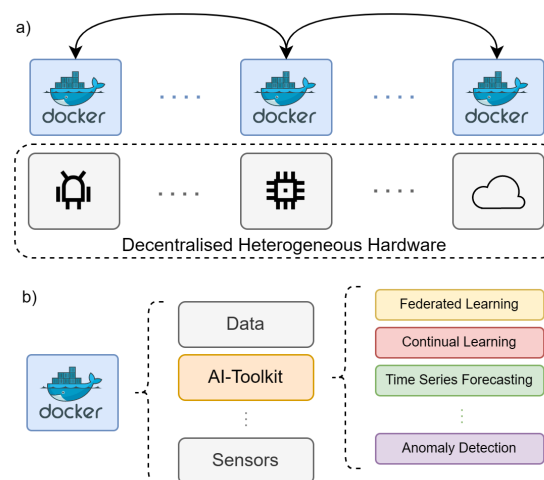 a)
docker
docker
docker
Decentralised Heterogeneous Hardware
b)
docker
Data
AI-Toolkit
Sensors
Federated Learning
Continual Learning
Time Series Forecasting
Anomaly Detection